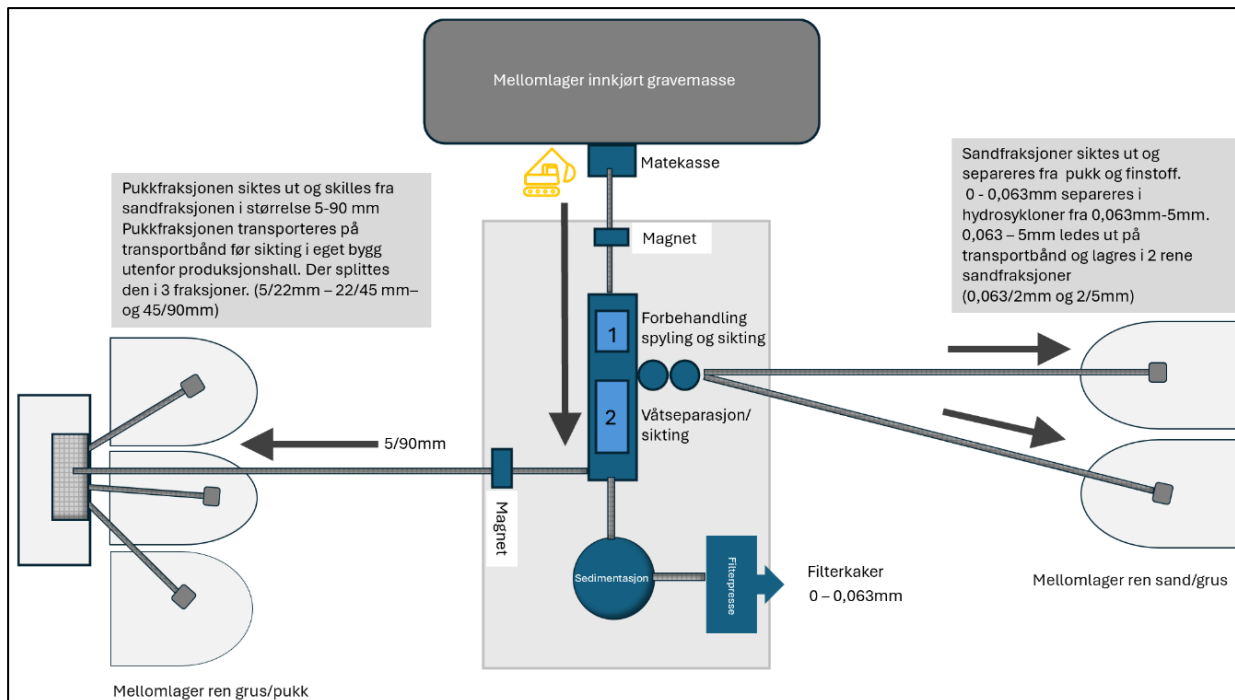 Mellomlager innkjørt gravemasse
Matekasse
Pukkfraksjonen siktes ut og skilles fra
sandfraksjonen i størrelse 5-90 mm
Pukkfraksjonen transporteres på
transportbånd før sikting i eget bygg
utenfor produksjonshall. Der splittes
den i 3 fraksjoner. (5/22mm – 22/45 mm–
og 45/90mm)
Sandfraksjoner siktes ut og
separeres fra pukk og finstoff.
0 - 0,063mm separeres i
hydrosykloner fra 0,063mm-5mm.
0,063 – 5mm ledes ut på
transportbånd og lagres i 2 rene
sandfraksjoner
(0,063/2mm og 2/5mm)
Magnet
1
Forbehandling
spyling og sikting
2
Våtseparasjon/
sikting
5/90mm
Magnet
Sedimentasjon
Filterpresse
Filterkaker
0 – 0,063mm
Mellomlager ren sand/grus
Mellomlager ren grus/pukk